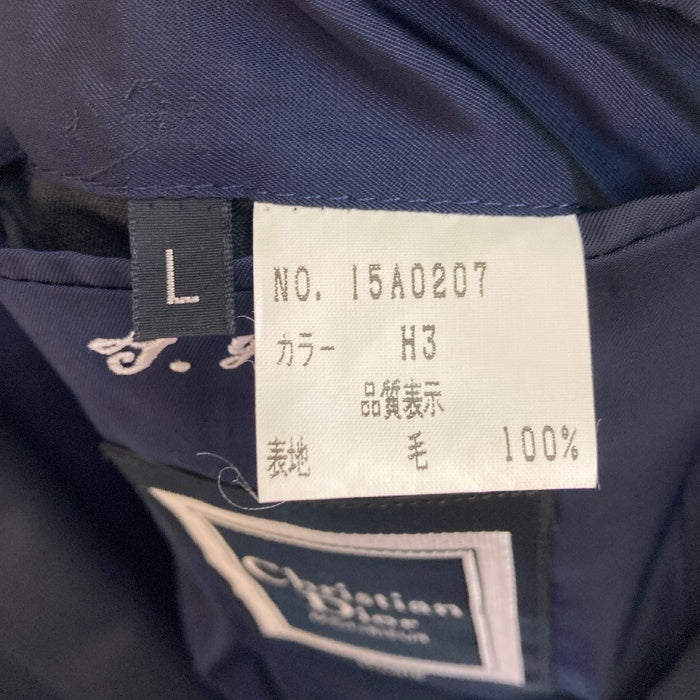 L
NO. 15A0207
カラー H3
品質表示
表地 毛 100%
J.
Christian
Dior